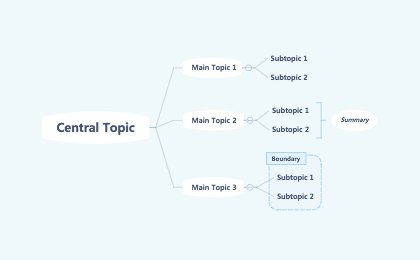 Central Topic
Main Topic 1
Subtopic 1
Subtopic 2
Main Topic 2
Subtopic 1
Subtopic 2
Summary
Main Topic 3
Boundary
Subtopic 1
Subtopic 2